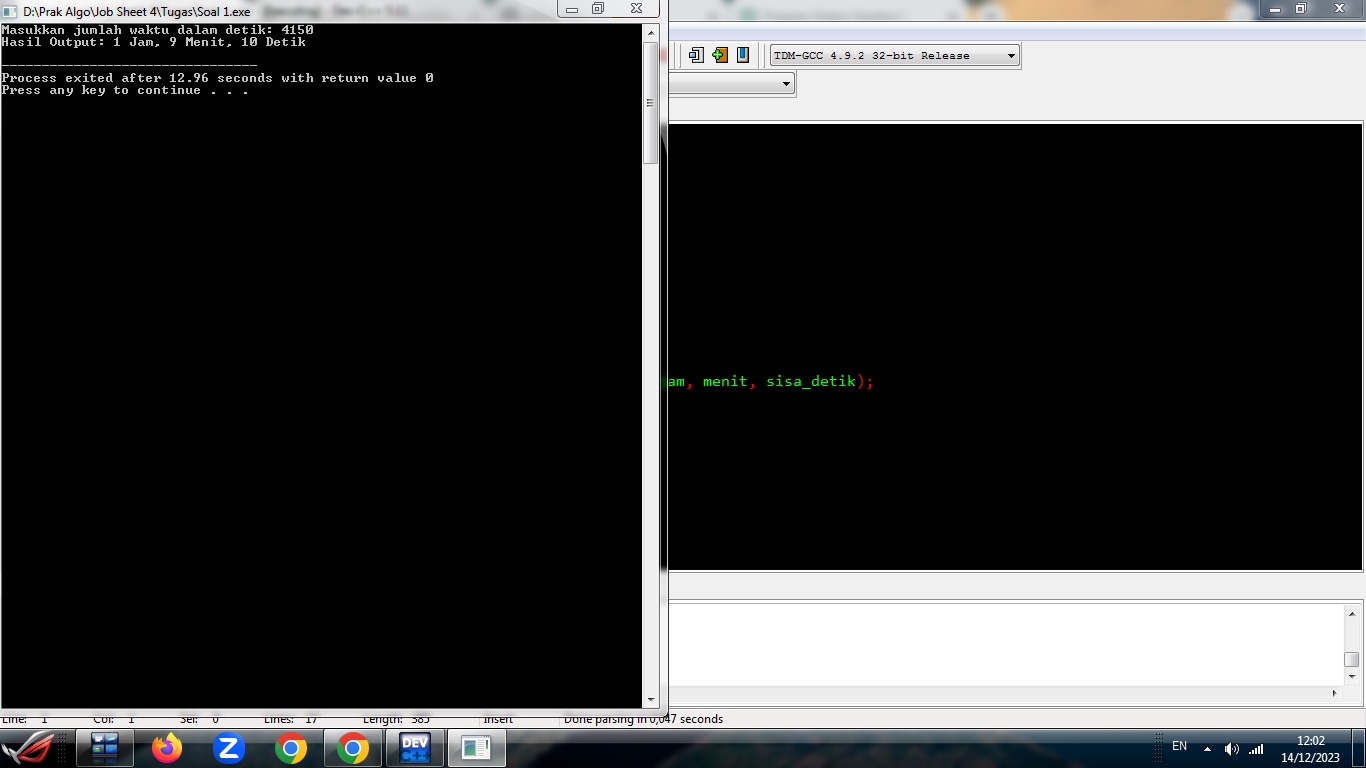 D:\Prak Algo\Job Sheet 4\Tugas\Soal 1.exe
Masukkan jumlah waktu dalam detik: 4150
Hasil Output: 1 Jam, 9 Menit, 10 Detik
--------------------------------
Process exited after 12.96 seconds with return value 0
Press any key to continue . . .
TDM-GCC 4.9.2 32-bit Release
am, menit, sisa_detik);
Line: 1 Col: 1 Sel: 0 Lines: 17 Length: 385 Insert Done parsing in 0,047 seconds
DEV C++
EN
12:02
14/12/2023